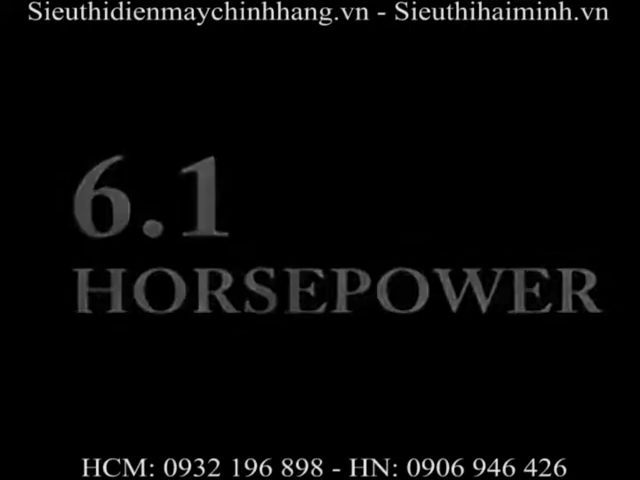 Sieuthidienmaychinhhang.vn - Sieuthihaiminh.vn
6.1
HORSEPOWER
HCM: 0932 196 898 - HN: 0906 946 426